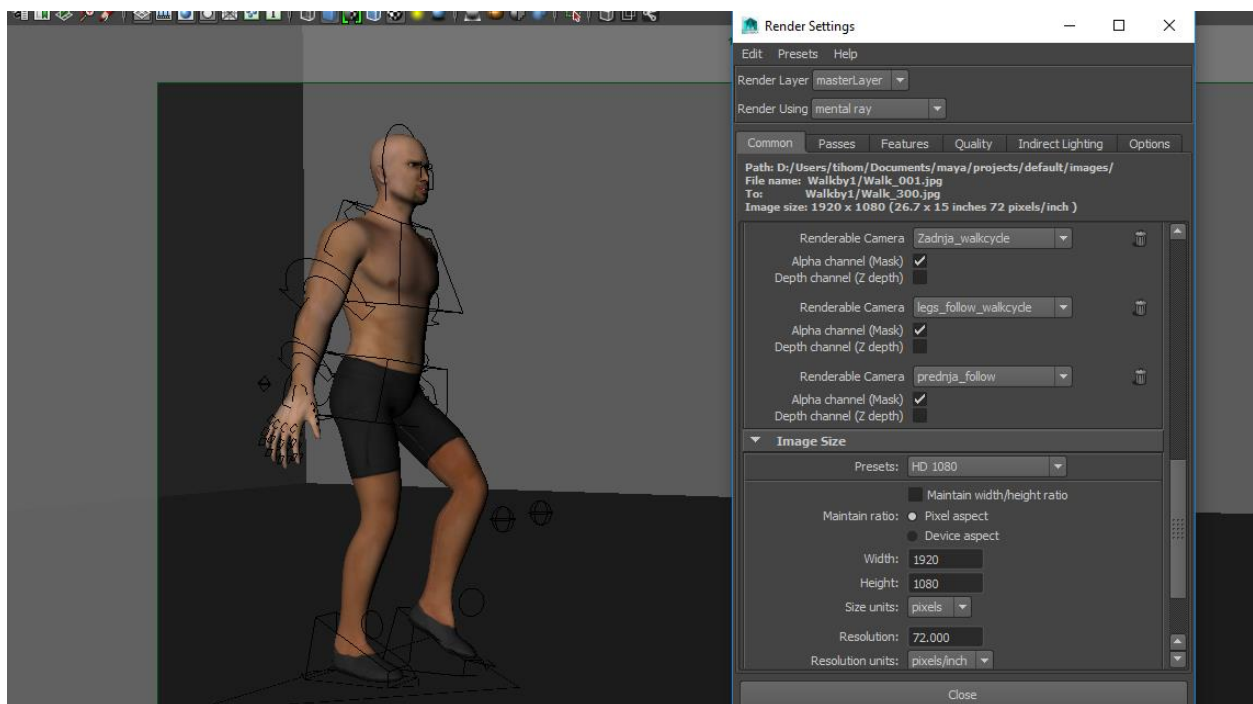 Render Settings
Edit Presets Help
Render Layer masterLayer
Render Using mental ray
Common Passes Features Quality Indirect Lighting Options
Path: D:/Users/tihom/Documents/maya/projects/default/images/
File name: Walkby1/Walk_001.jpg
To: Walkby1/Walk_300.jpg
Image size: 1920 x 1080 (26.7 x 15 inches 72 pixels/inch )
Renderable Camera Zadnja_walkcycle
Alpha channel (Mask)
Depth channel (Z depth)
Renderable Camera legs_follow_walkcycle
Alpha channel (Mask)
Depth channel (Z depth)
Renderable Camera prednja_follow
Alpha channel (Mask)
Depth channel (Z depth)
Image Size
Presets: HD 1080
Maintain width/height ratio
Maintain ratio: Pixel aspect
Device aspect
Width: 1920
Height: 1080
Size units: pixels
Resolution: 72.000
Resolution units: pixels/inch
Close